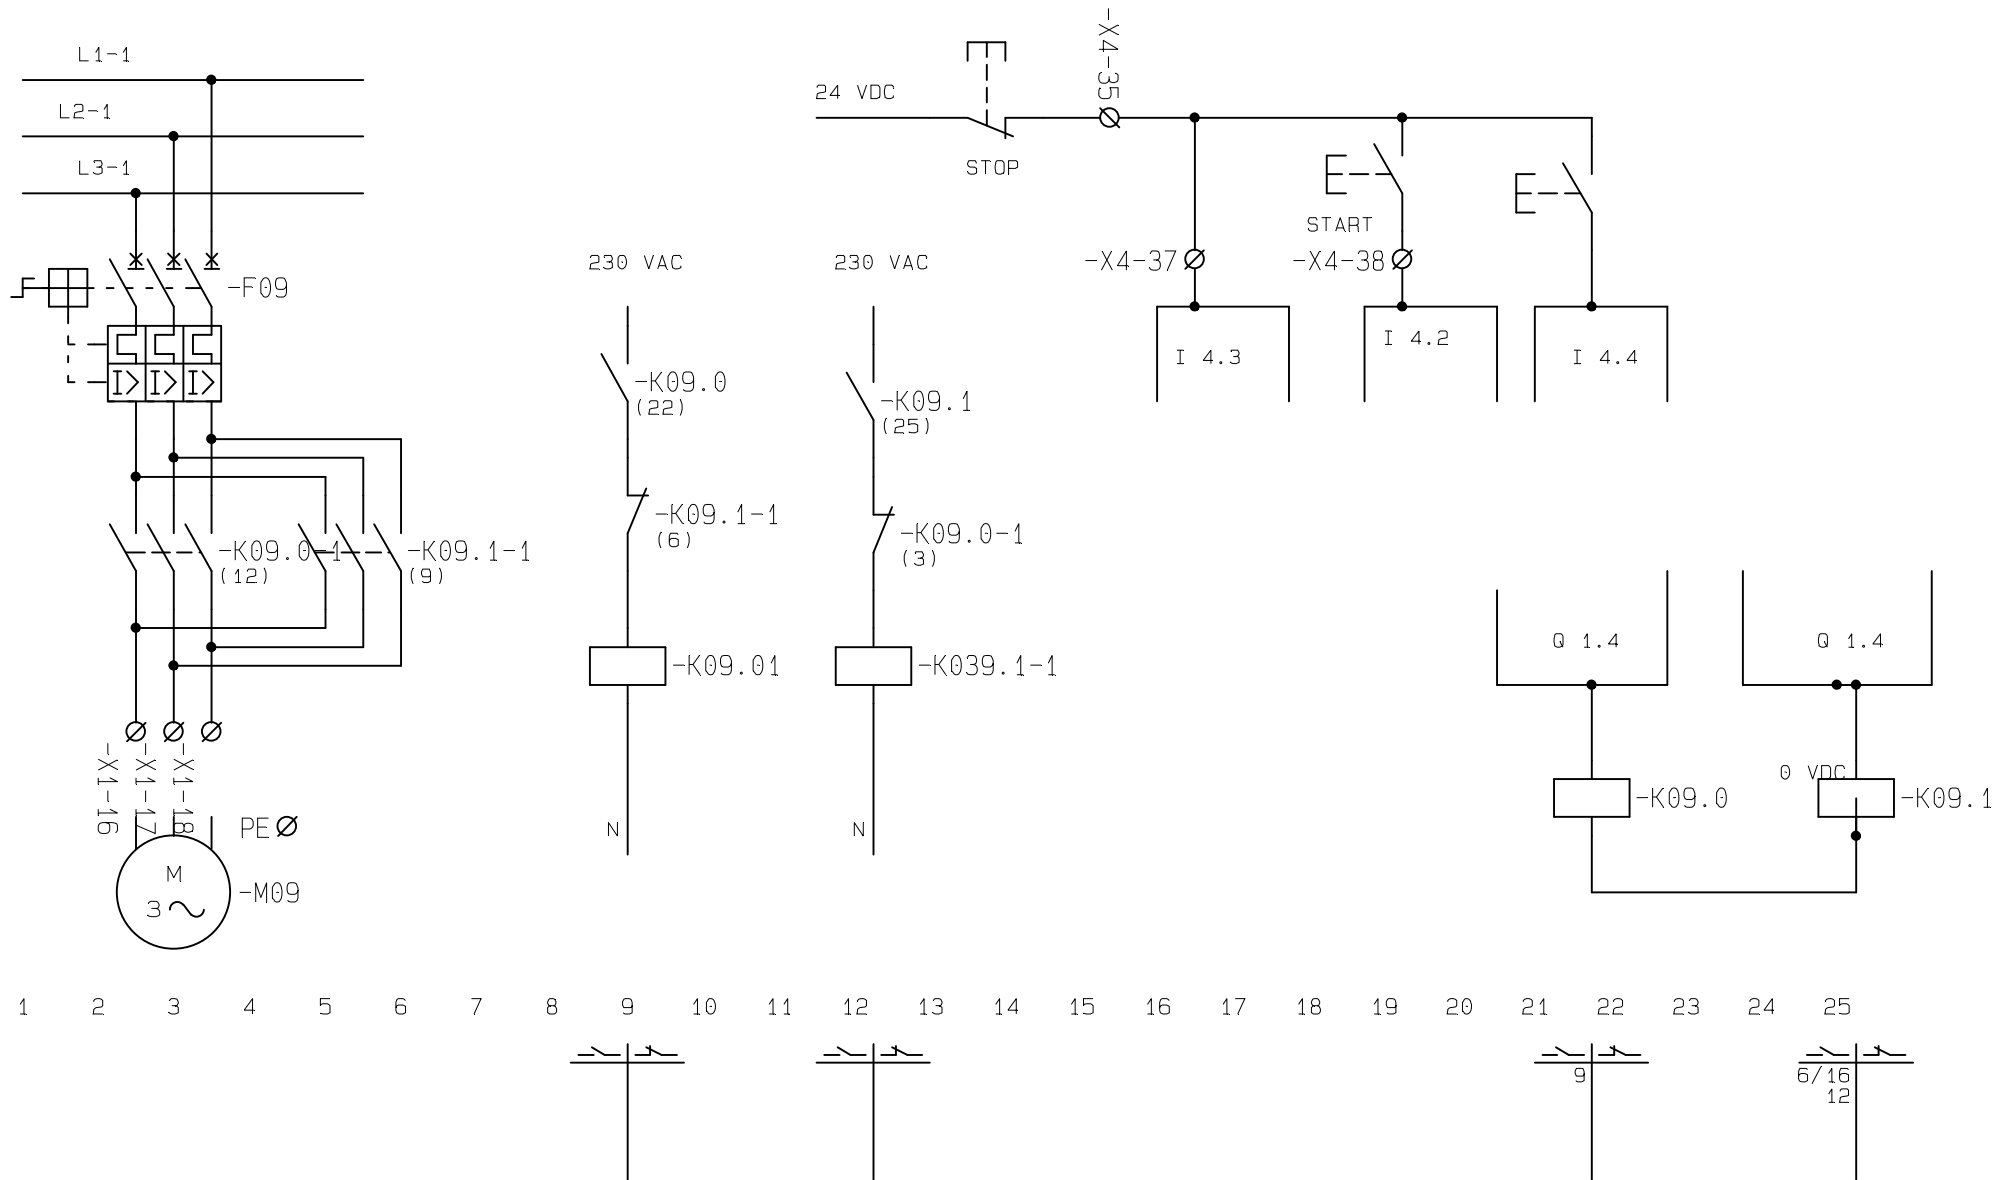 L1-1
L2-1
L3-1
-F09
-K09.0-1
(12)
-K09.1-1
(9)
-X1-16
-X1-17
-X1-18
PE
M
3
-M09
230 VAC
-K09.0
(22)
-K09.1-1
(6)
-K09.01
N
230 VAC
-K09.1
(25)
-K09.0-1
(3)
-K039.1-1
N
24 VDC
STOP
-X4-35
-X4-37
START
-X4-38
I 4.3
I 4.2
I 4.4
Q 1.4
Q 1.4
-K09.0
0 VDC
-K09.1
1 2 3 4 5 6 7 8 9 10 11 12 13 14 15 16 17 18 19 20 21 22 23 24 25
9
6/16
12